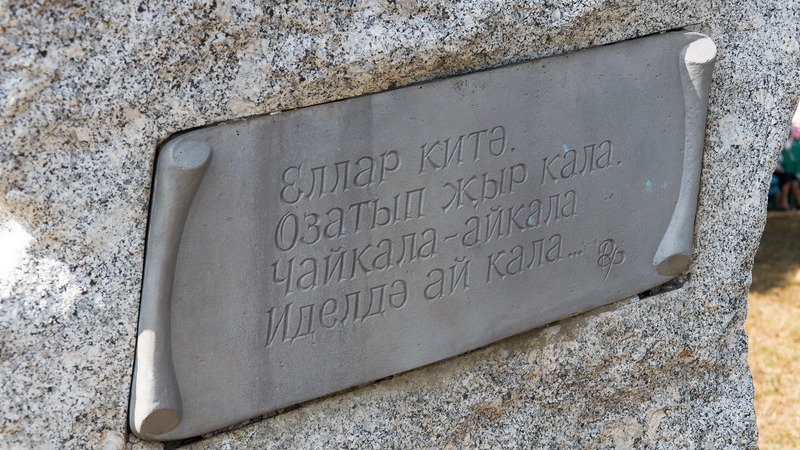 Еллар китә.
Озатып җыр кала.
Чайкала-айкала
Иделдә ай кала...